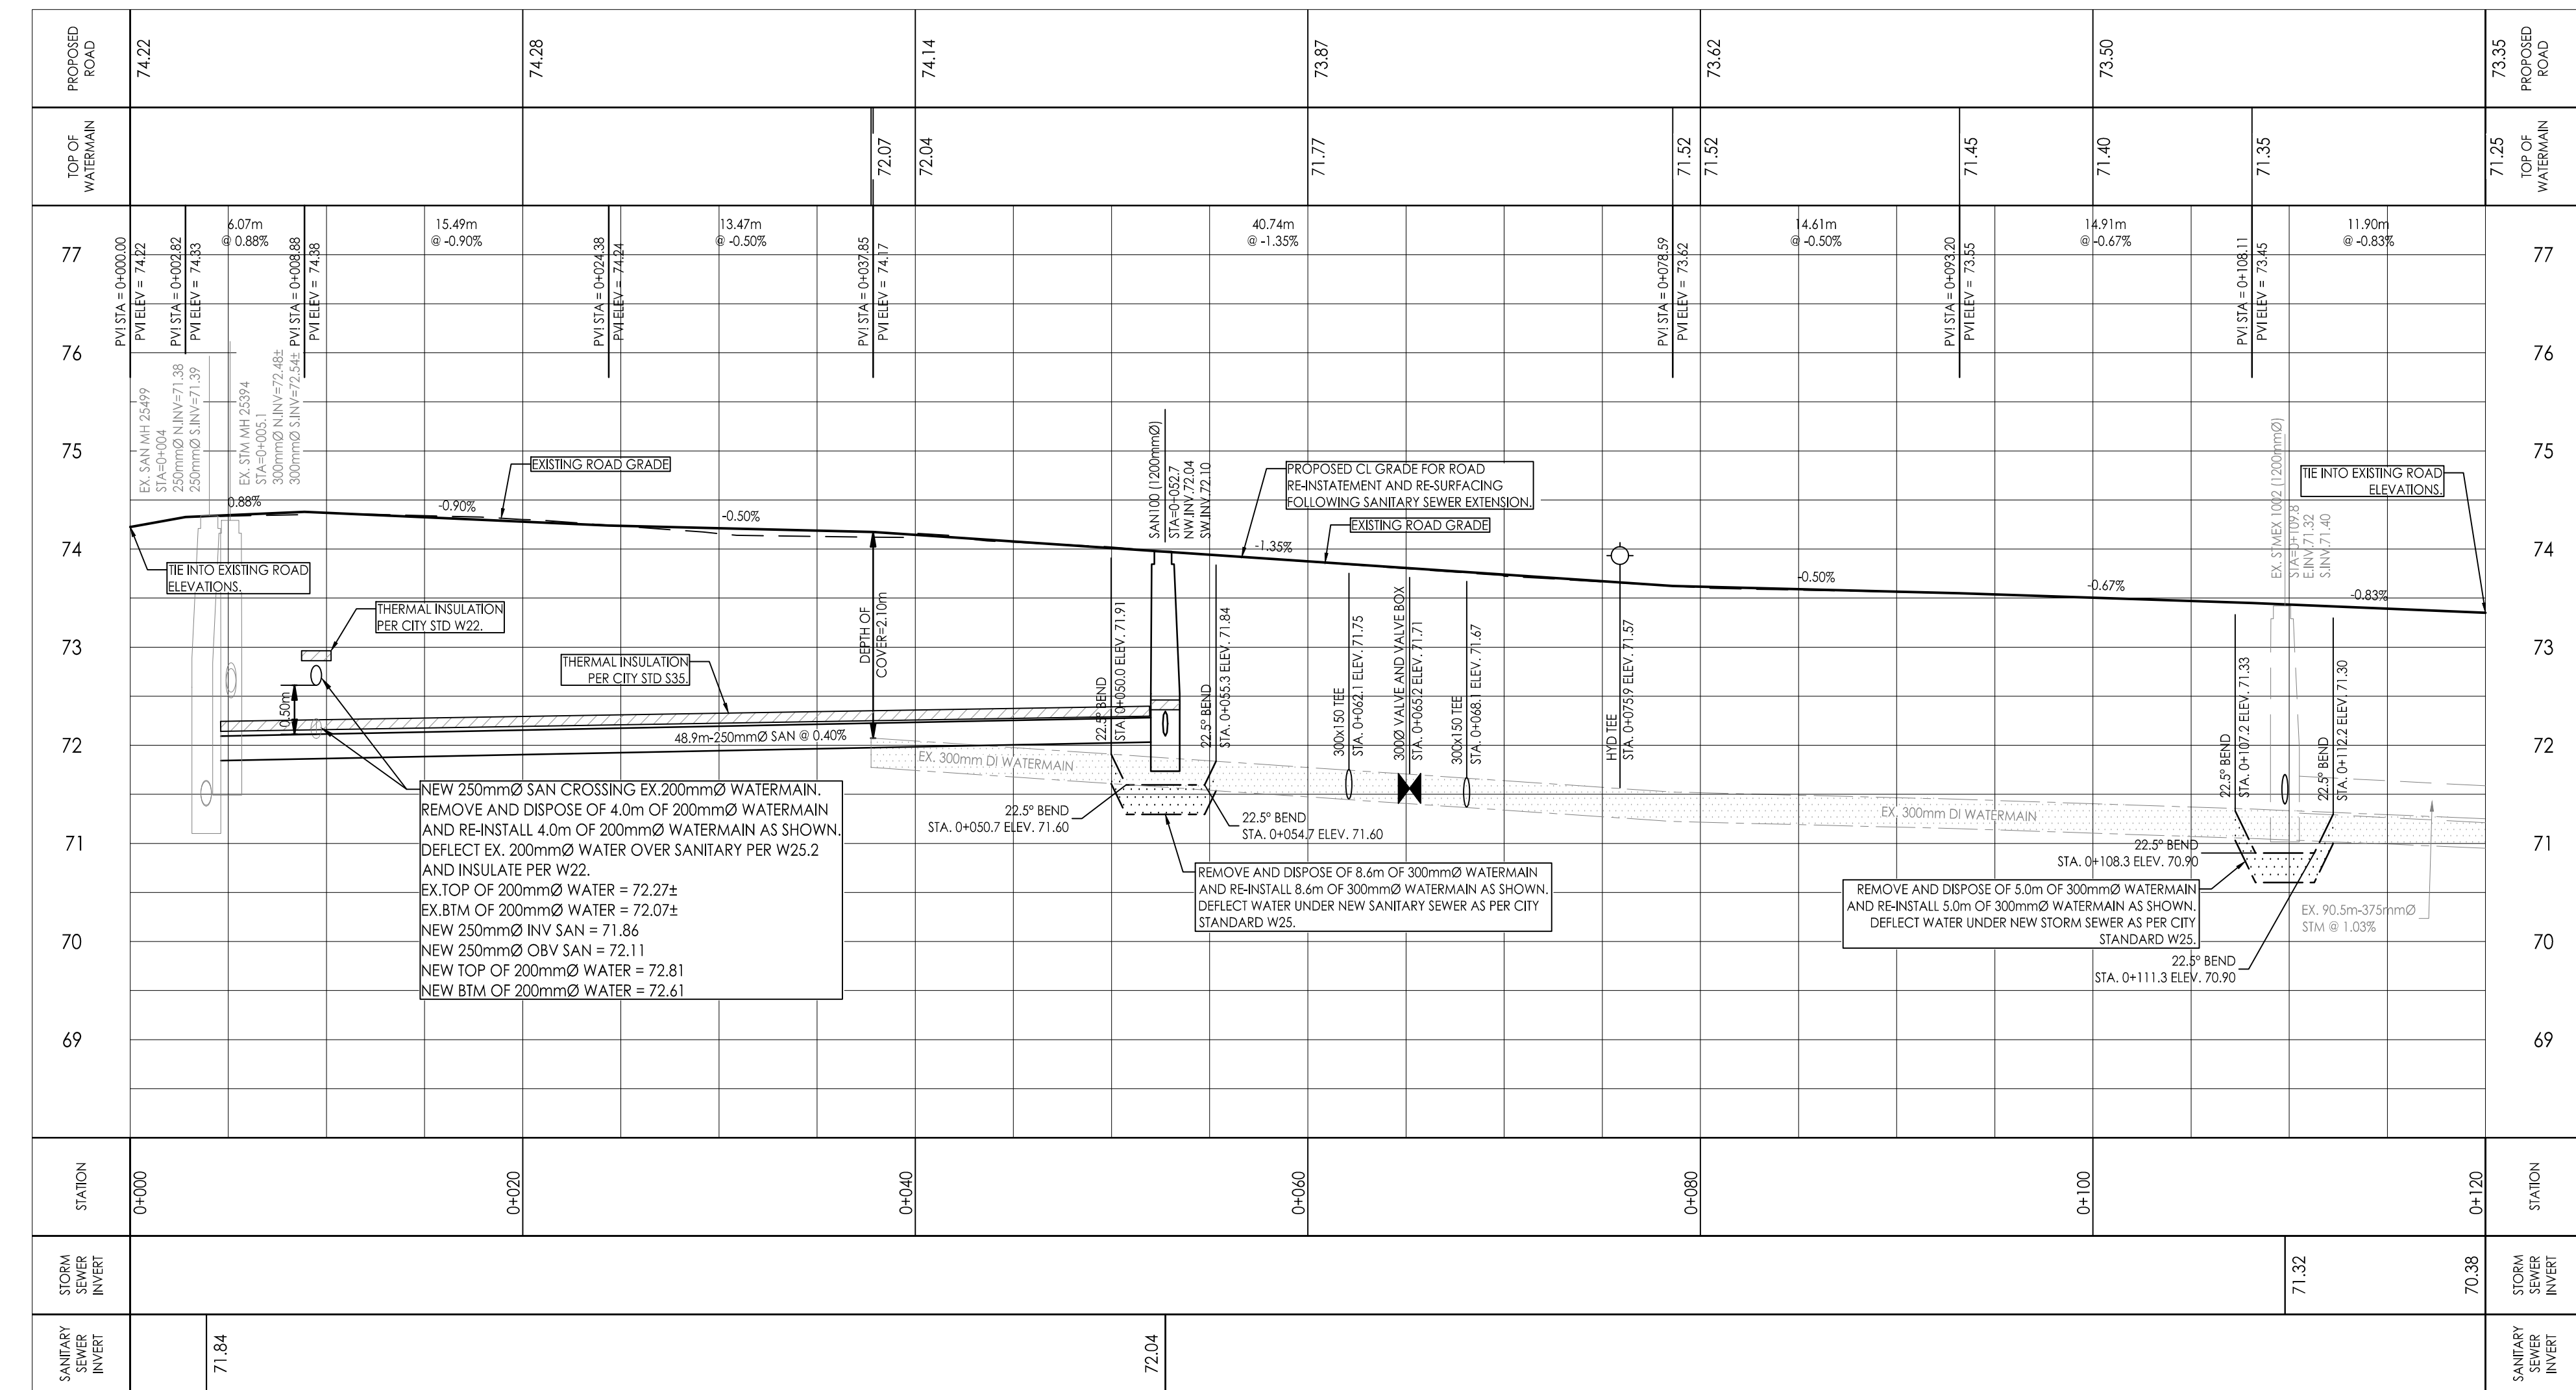 PROPOSED
ROAD
74.22
74.28
74.14
73.87
73.62
73.50
73.35
PROPOSED
ROAD
TOP OF
WATERMAIN
72.07
72.04
71.77
71.52
71.52
71.45
71.40
71.35
71.25
TOP OF
WATERMAIN
6.07m
@ 0.88%
15.49m
@ -0.90%
13.47m
@ -0.50%
40.74m
@ -1.35%
14.61m
@ -0.50%
14.91m
@ -0.67%
11.90m
@ -0.83%
PVI STA = 0+000.00
PVI ELEV = 74.22
PVI STA = 0+002.82
PVI ELEV = 74.33
PVI STA = 0+008.88
PVI ELEV = 74.38
PVI STA = 0+024.38
PVI ELEV = 74.24
PVI STA = 0+037.85
PVI ELEV = 74.17
PVI STA = 0+078.59
PVI ELEV = 73.62
PVI STA = 0+093.20
PVI ELEV = 73.55
PVI STA = 0+108.11
PVI ELEV = 73.45
77
76
75
74
73
72
71
70
69
77
76
75
74
73
72
71
70
69
EX. SAN MH 25499
STA=0+004
250mmØ N.INV=71.38
250mmØ S.INV=71.39
EX. STM MH 25394
STA=0+005.1
300mmØ N.INV=72.48±
300mmØ S.INV=72.54±
EXISTING ROAD GRADE
0.88%
-0.90%
-0.50%
-1.35%
-0.50%
-0.67%
-0.83%
SAN100 (1200mmØ)
STA=0+052.7
NW.INV.72.04
SW.INV.72.10
PROPOSED CL GRADE FOR ROAD
RE-INSTATEMENT AND RE-SURFACING
FOLLOWING SANITARY SEWER EXTENSION.
EXISTING ROAD GRADE
EX. STMEX 1002 (1200mmØ)
STA=0+109.8
E.INV.71.32
S.INV.71.40
TIE INTO EXISTING ROAD
ELEVATIONS.
TIE INTO EXISTING ROAD
ELEVATIONS.
THERMAL INSULATION
PER CITY STD W22.
THERMAL INSULATION
PER CITY STD S35.
0.50m
DEPTH OF
COVER=2.10m
48.9m-250mmØ SAN @ 0.40%
22.5° BEND
STA. 0+050.0 ELEV. 71.91
22.5° BEND
STA. 0+055.3 ELEV. 71.84
300x150 TEE
STA. 0+062.1 ELEV. 71.75
300Ø VALVE AND VALVE BOX
STA. 0+065.2 ELEV. 71.71
300x150 TEE
STA. 0+068.1 ELEV. 71.67
HYD TEE
STA. 0+075.9 ELEV. 71.57
22.5° BEND
STA. 0+107.2 ELEV. 71.33
22.5° BEND
STA. 0+112.2 ELEV. 71.30
EX. 300mm DI WATERMAIN
EX. 300mm DI WATERMAIN
NEW 250mmØ SAN CROSSING EX.200mmØ WATERMAIN.
REMOVE AND DISPOSE OF 4.0m OF 200mmØ WATERMAIN
AND RE-INSTALL 4.0m OF 200mmØ WATERMAIN AS SHOWN.
DEFLECT EX. 200mmØ WATER OVER SANITARY PER W25.2
AND INSULATE PER W22.
EX.TOP OF 200mmØ WATER = 72.27±
EX.BTM OF 200mmØ WATER = 72.07±
NEW 250mmØ INV SAN = 71.86
NEW 250mmØ OBV SAN = 72.11
NEW TOP OF 200mmØ WATER = 72.81
NEW BTM OF 200mmØ WATER = 72.61
22.5° BEND
STA. 0+050.7 ELEV. 71.60
22.5° BEND
STA. 0+054.7 ELEV. 71.60
REMOVE AND DISPOSE OF 8.6m OF 300mmØ WATERMAIN
AND RE-INSTALL 8.6m OF 300mmØ WATERMAIN AS SHOWN.
DEFLECT WATER UNDER NEW SANITARY SEWER AS PER CITY
STANDARD W25.
22.5° BEND
STA. 0+108.3 ELEV. 70.90
REMOVE AND DISPOSE OF 5.0m OF 300mmØ WATERMAIN
AND RE-INSTALL 5.0m OF 300mmØ WATERMAIN AS SHOWN.
DEFLECT WATER UNDER NEW STORM SEWER AS PER CITY
STANDARD W25.
22.5° BEND
STA. 0+111.3 ELEV. 70.90
EX. 90.5m-375mmØ
STM @ 1.03%
STATION
0+000
0+020
0+040
0+060
0+080
0+100
0+120
STATION
STORM
SEWER
INVERT
71.32
70.38
STORM
SEWER
INVERT
SANITARY
SEWER
INVERT
71.84
72.04
SANITARY
SEWER
INVERT